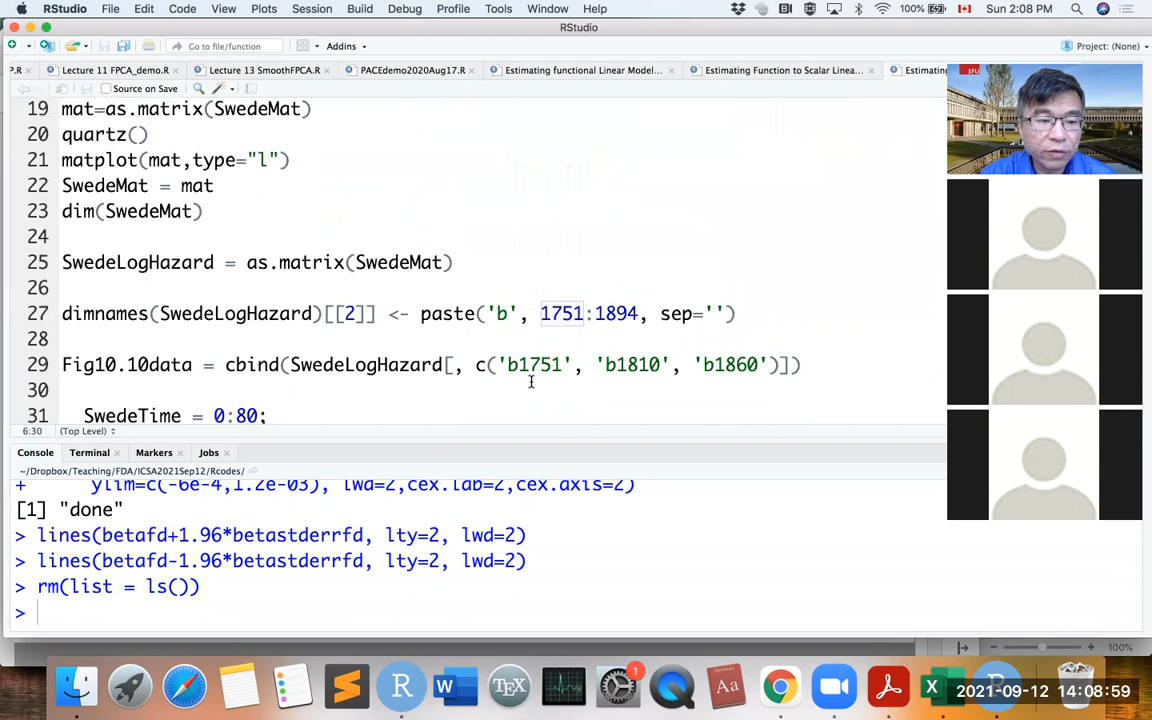 RStudio File Edit Code View Plots Session Build Debug Profile Tools Window Help 100% Sun 2:08 PM
RStudio
Go to file/function Addins Project: (None)
P.R Lecture 11 FPCA_demo.R Lecture 13 SmoothFPCA.R PACEdemo2020Aug17.R Estimating functional Linear Model... Estimating Function to Scalar Linea... Estimating
SFU
Source on Save
19 mat=as.matrix(SwedeMat)
20 quartz()
21 matplot(mat,type="l")
22 SwedeMat = mat
23 dim(SwedeMat)
24
25 SwedeLogHazard = as.matrix(SwedeMat)
26
27 dimnames(SwedeLogHazard)[[2]] <- paste('b', 1751:1894, sep='')
28
29 Fig10.10data = cbind(SwedeLogHazard[, c('b1751', 'b1810', 'b1860')])
30
31 SwedeTime = 0:80;
6:30 (Top Level)
Console Terminal Markers Jobs
~/Dropbox/Teaching/FDA/ICSA2021Sep12/Rcodes/
+ ylim=c(-6e-4,1.2e-03), lwd=2,cex.lab=2,cex.axis=2)
[1] "done"
> lines(betafd+1.96*betastderrfd, lty=2, lwd=2)
> lines(betafd-1.96*betastderrfd, lty=2, lwd=2)
> rm(list = ls())
>
100%
1
R W TEX Aa X R
2021-09-12 14:08:59